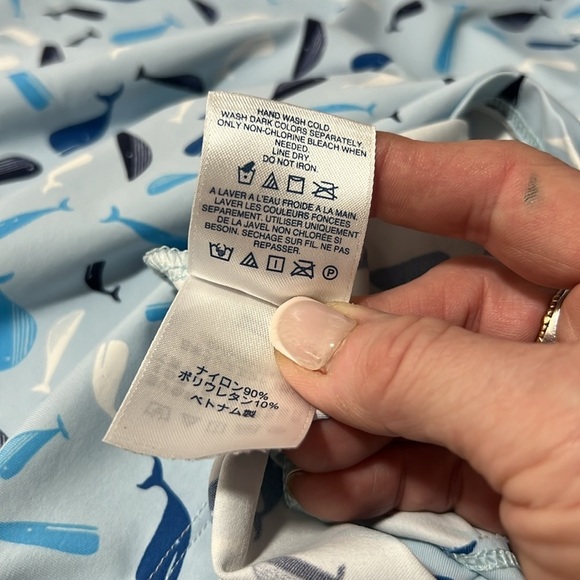 HAND WASH COLD.
WASH DARK COLORS SEPARATELY.
ONLY NON-CHLORINE BLEACH WHEN
NEEDED.
LINE DRY.
DO NOT IRON.
A LAVER A L'EAU FROIDE A LA MAIN.
LAVER LES COULEURS FONCÉES
SEPAREMENT. UTILISER UNIQUEMENT
DE LA JAVEL NON CHLORÉE SI
BESOIN. SECHAGE SUR FIL. NE PAS
REPASSER.
P
ナイロン90%
ポリウレタン10%
ベトナム製